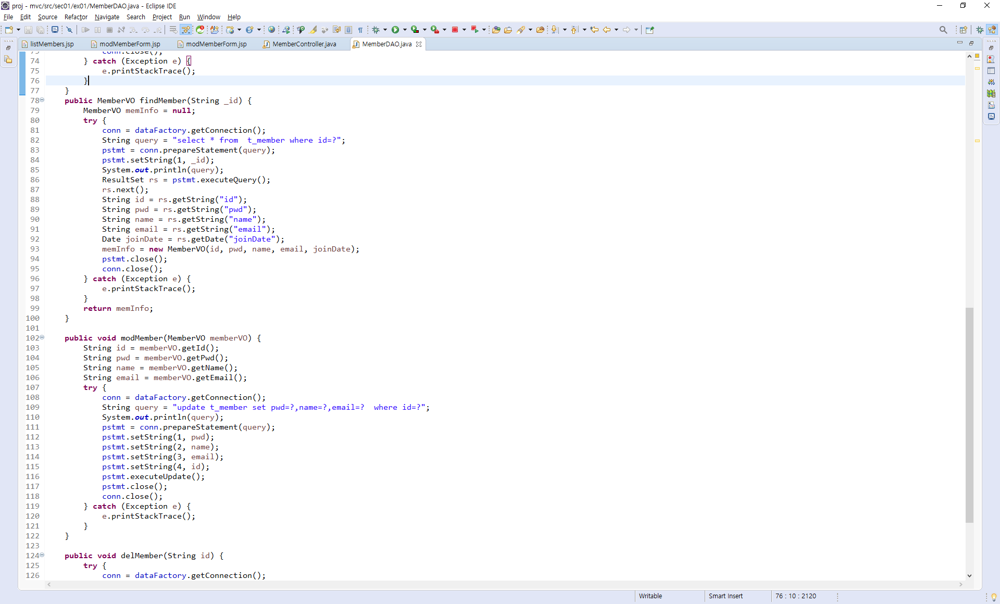 proj - mvc/src/sec01/ex01/MemberDAO.java - Eclipse IDE
File Edit Source Refactor Navigate Search Project Run Window Help
listMembers.jsp modMemberForm.jsp modMemberForm.jsp MemberController.java MemberDAO.java
73 conn.close();
74 } catch (Exception e) {
75 e.printStackTrace();
76 }
77 }
78 public MemberVO findMember(String _id) {
79 MemberVO memInfo = null;
80 try {
81 conn = dataFactory.getConnection();
82 String query = "select * from  t_member where id=?";
83 pstmt = conn.prepareStatement(query);
84 pstmt.setString(1, _id);
85 System.out.println(query);
86 ResultSet rs = pstmt.executeQuery();
87 rs.next();
88 String id = rs.getString("id");
89 String pwd = rs.getString("pwd");
90 String name = rs.getString("name");
91 String email = rs.getString("email");
92 Date joinDate = rs.getDate("joinDate");
93 memInfo = new MemberVO(id, pwd, name, email, joinDate);
94 pstmt.close();
95 conn.close();
96 } catch (Exception e) {
97 e.printStackTrace();
98 }
99 return memInfo;
100 }
101
102 public void modMember(MemberVO memberVO) {
103 String id = memberVO.getId();
104 String pwd = memberVO.getPwd();
105 String name = memberVO.getName();
106 String email = memberVO.getEmail();
107 try {
108 conn = dataFactory.getConnection();
109 String query = "update t_member set pwd=?,name=?,email=?  where id=?";
110 System.out.println(query);
111 pstmt = conn.prepareStatement(query);
112 pstmt.setString(1, pwd);
113 pstmt.setString(2, name);
114 pstmt.setString(3, email);
115 pstmt.setString(4, id);
116 pstmt.executeUpdate();
117 pstmt.close();
118 conn.close();
119 } catch (Exception e) {
120 e.printStackTrace();
121 }
122 }
123
124 public void delMember(String id) {
125 try {
126 conn = dataFactory.getConnection();
Writable Smart Insert 76 : 10 : 2120